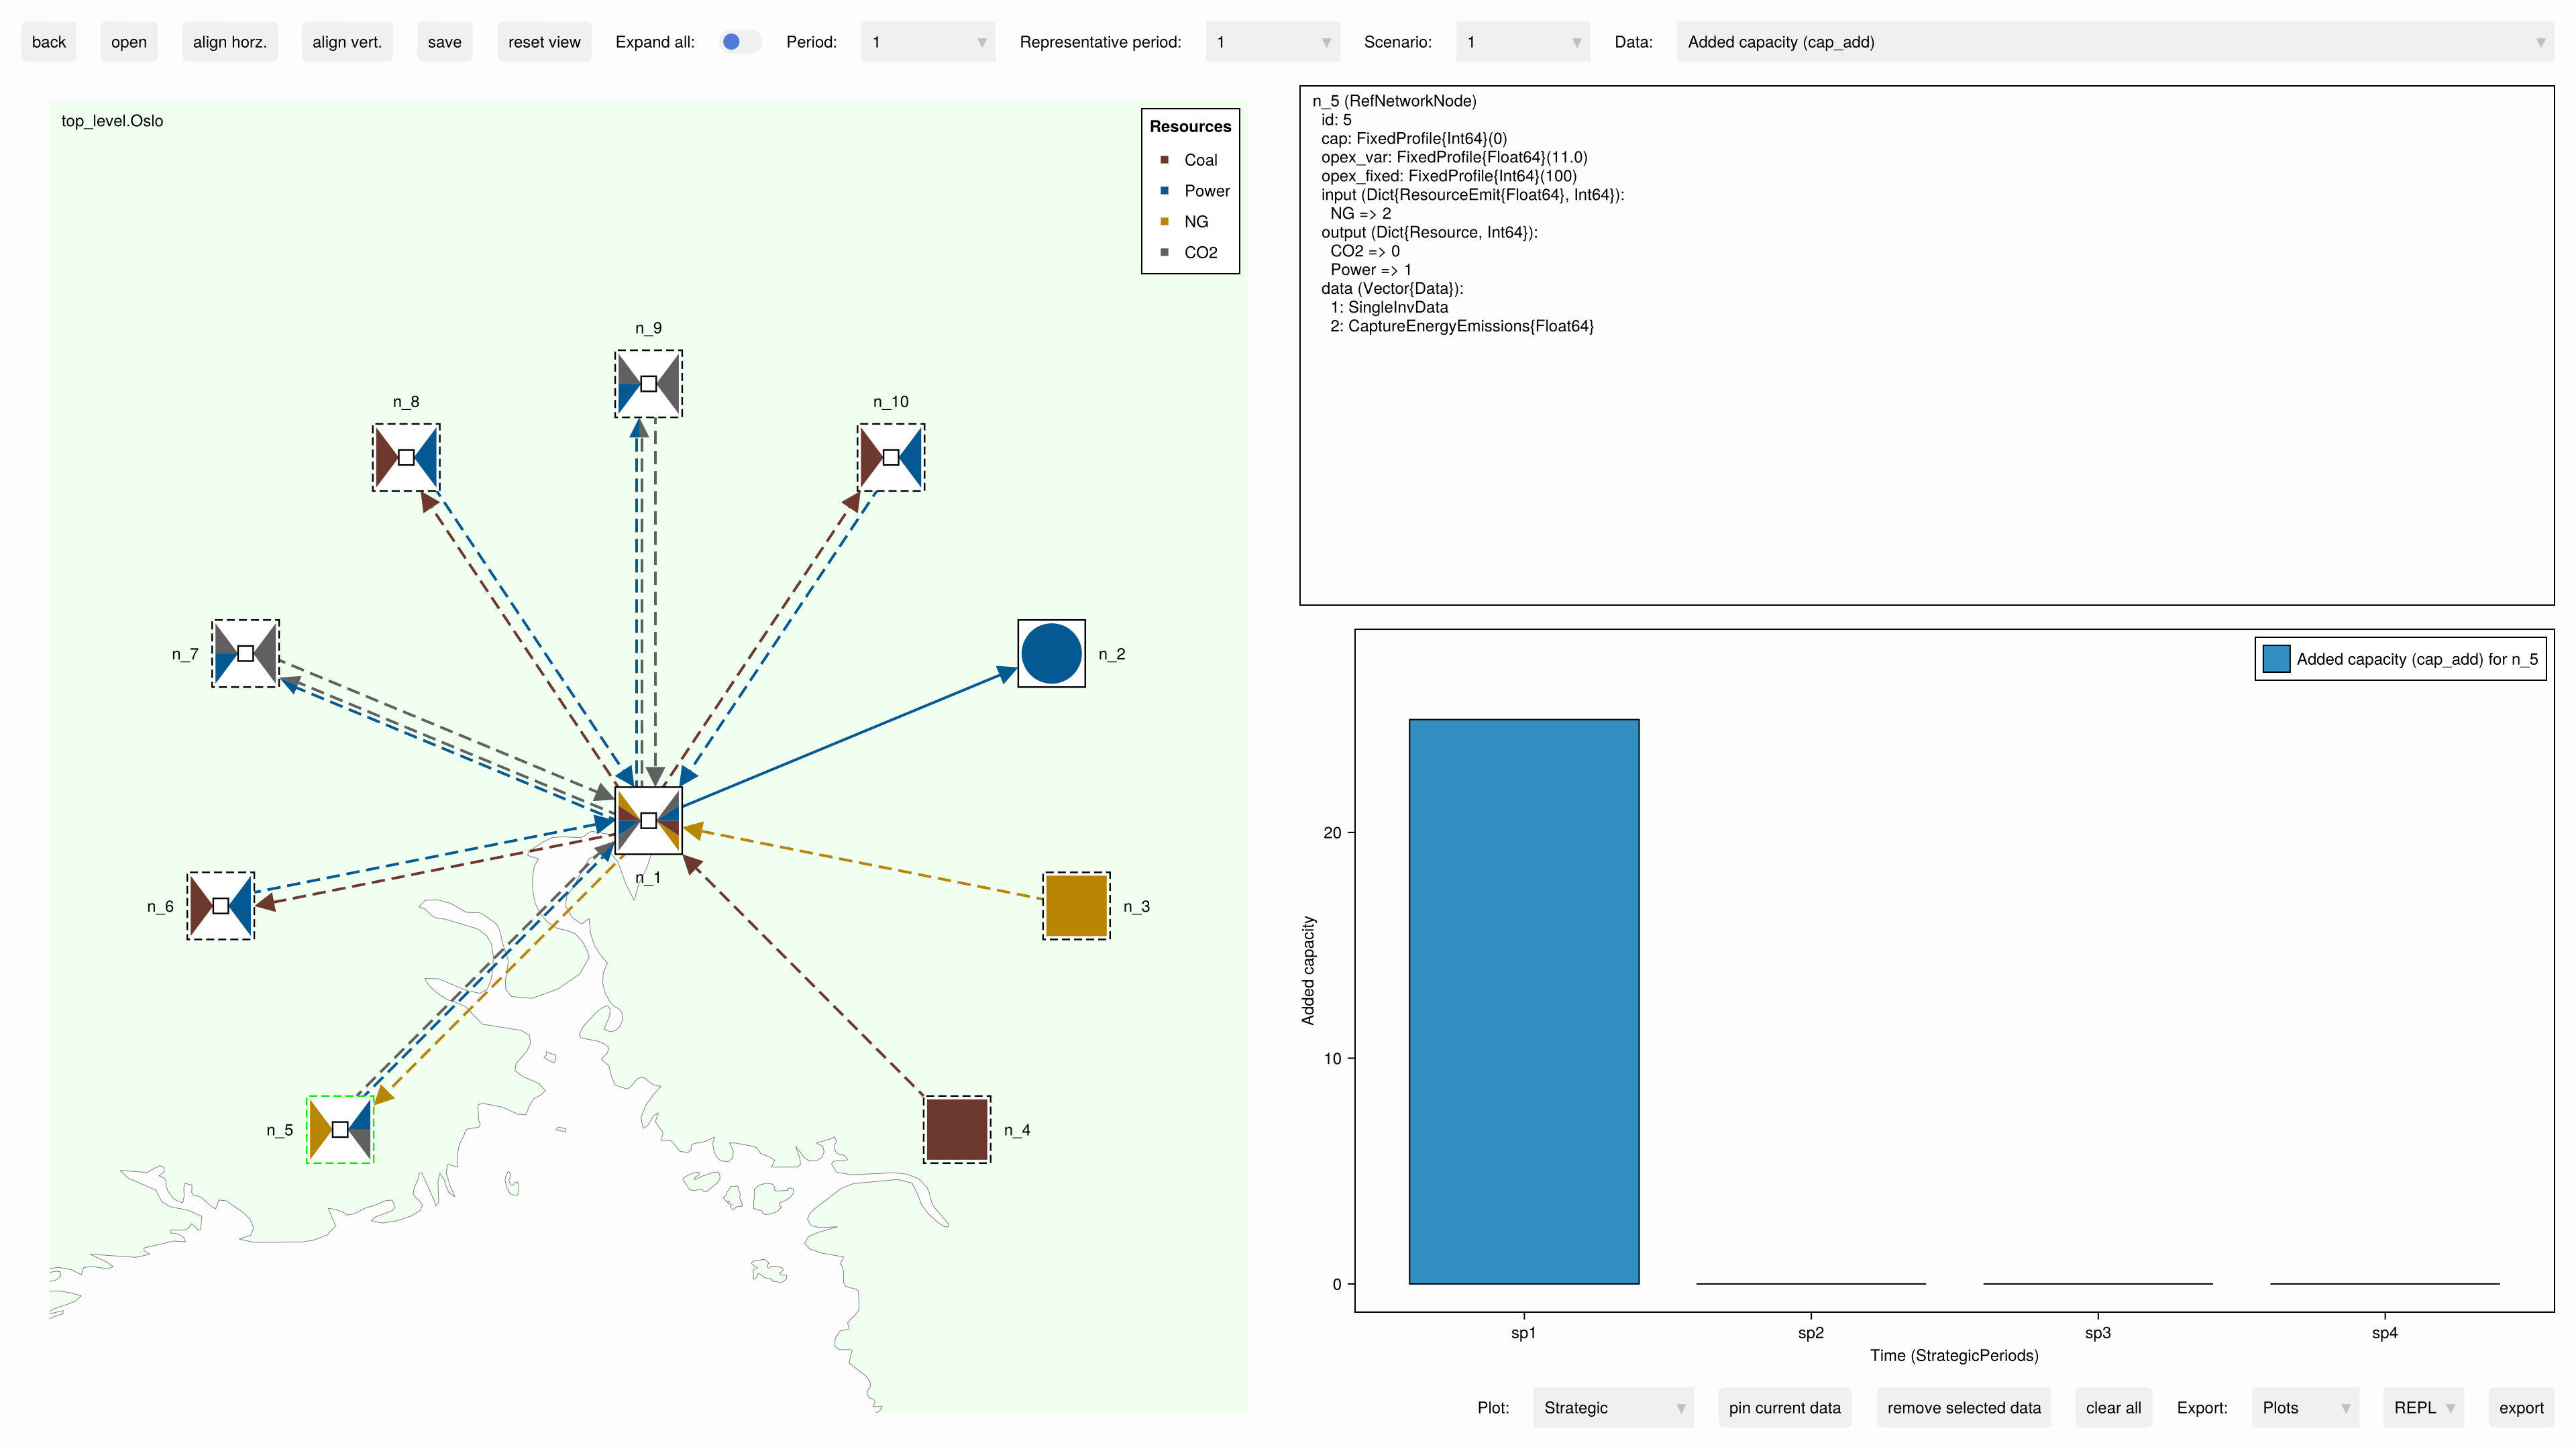 back open align horz. align vert. save reset view Expand all: Period: 1 Representative period: 1 Scenario: 1 Data: Added capacity (cap_add)
top_level.Oslo
Resources
Coal
Power
NG
CO2
n_9
n_8
n_10
n_7
n_2
n_1
n_6
n_3
n_5
n_4
n_5 (RefNetworkNode)
id: 5
cap: FixedProfile{Int64}(0)
opex_var: FixedProfile{Float64}(11.0)
opex_fixed: FixedProfile{Int64}(100)
input (Dict{ResourceEmit{Float64}, Int64}):
NG => 2
output (Dict{Resource, Int64}):
CO2 => 0
Power => 1
data (Vector{Data}):
1: SingleInvData
2: CaptureEnergyEmissions{Float64}
Added capacity (cap_add) for n_5
Added capacity
20
10
0
sp1 sp2 sp3 sp4
Time (StrategicPeriods)
Plot: Strategic pin current data remove selected data clear all Export: Plots REPL export